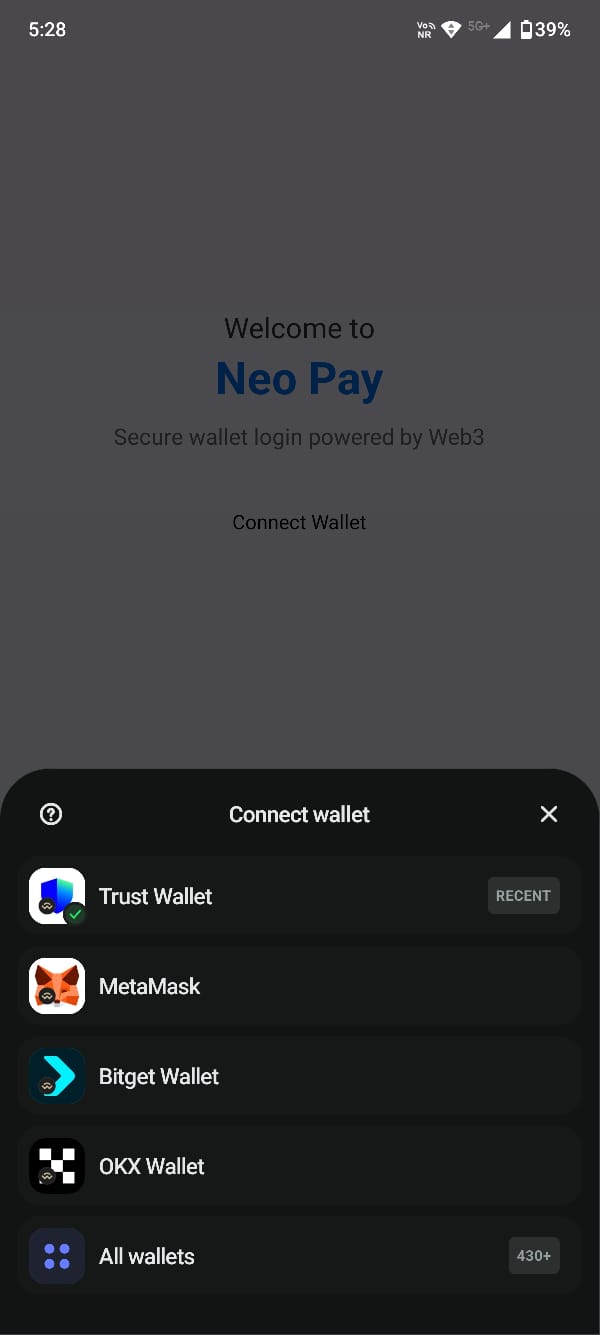 5:28
Vo
NR
5G+
39%
Welcome to
Neo Pay
Secure wallet login powered by Web3
Connect Wallet
Connect wallet
Trust Wallet
RECENT
MetaMask
Bitget Wallet
OKX Wallet
All wallets
430+